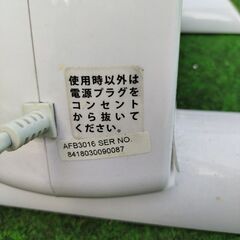 使用時以外は
電源プラグを
コンセント
から抜いて
ください。
AFB3016 SER NO.
8418030090087